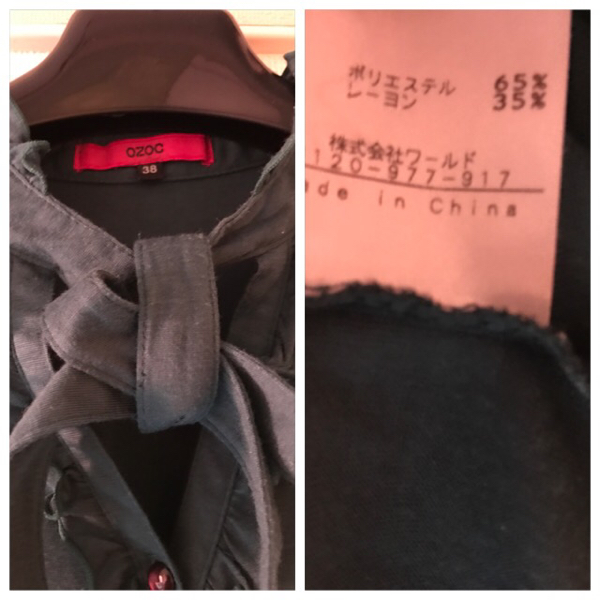 OZOC
38
ポリエステル 65%
レーヨン 35%
株式会社ワールド
120-977-917
ade in China